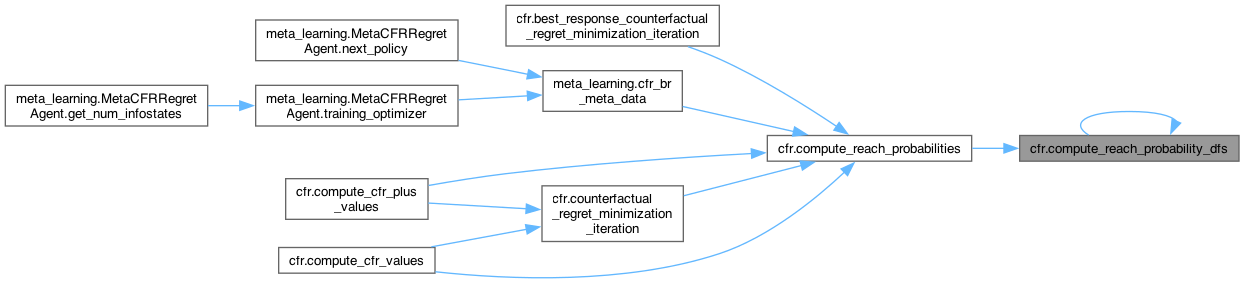 cfr.best_response_counterfactual
_regret_minimization_iteration
meta_learning.MetaCFRRegret
Agent.next_policy
meta_learning.cfr_br
_meta_data
meta_learning.MetaCFRRegret
Agent.get_num_infostates
meta_learning.MetaCFRRegret
Agent.training_optimizer
cfr.compute_reach_probabilities
cfr.compute_reach_probability_dfs
cfr.compute_cfr_plus
_values
cfr.counterfactual
_regret_minimization
_iteration
cfr.compute_cfr_values